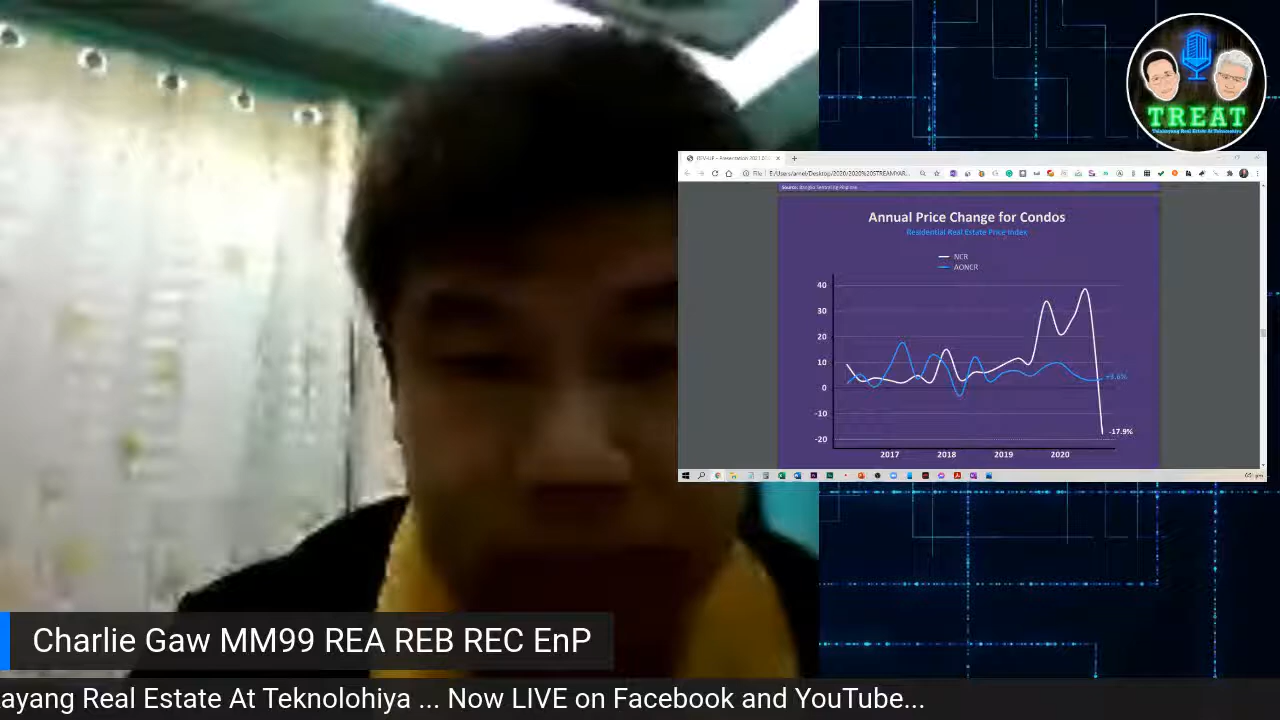 TREAT
Annual Price Change for Condos
Residential Real Estate Price Index
NCR
AONCR
40
30
20
10
0
-10
-20
+3.6%
-17.9%
2017
2018
2019
2020
Charlie Gaw MM99 REA REB REC EnP
ayang Real Estate At Teknolohiya ... Now LIVE on Facebook and YouTube...